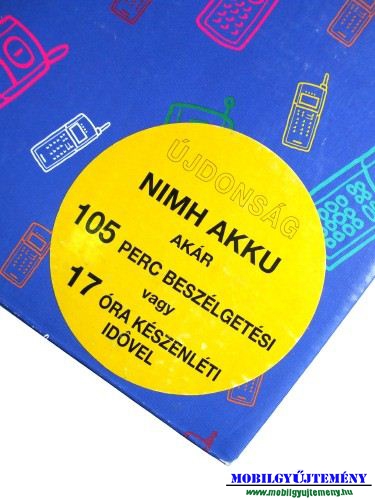 ÚJDONSÁG
NIMH AKKU
AKÁR
105 PERC BESZÉLGETÉSI
vagy
17 ÓRA KÉSZENLÉTI
IDŐVEL
MOBILGYŰJTEMÉNY
www.mobilgyujtemeny.hu